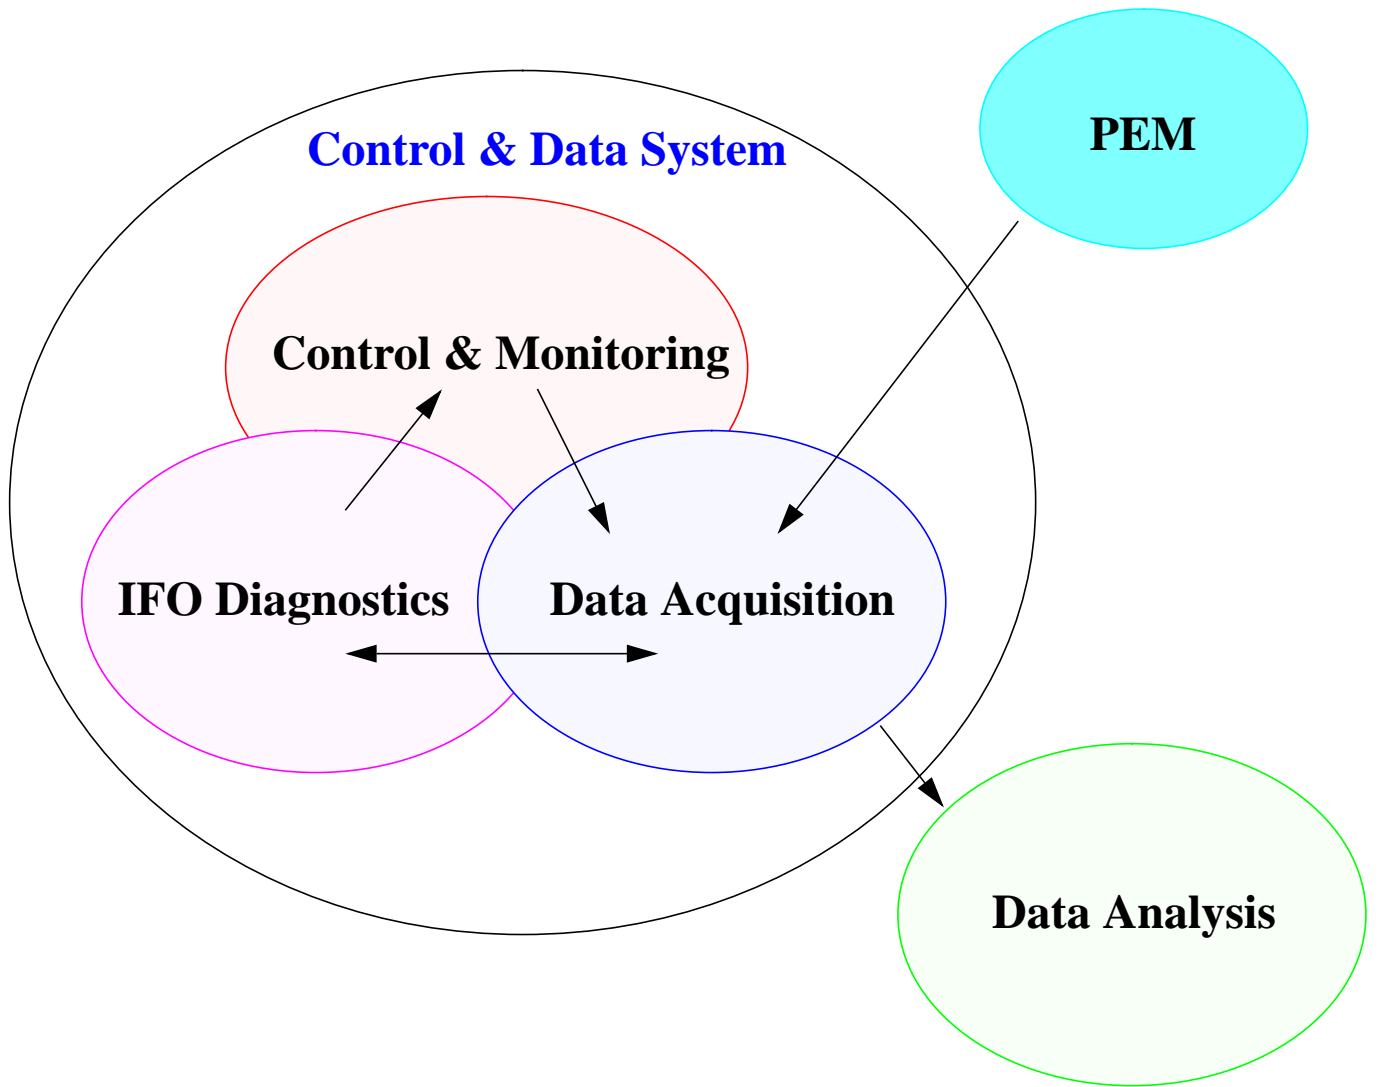 PEM
Control & Data System
Control & Monitoring
IFO Diagnostics
Data Acquisition
Data Analysis